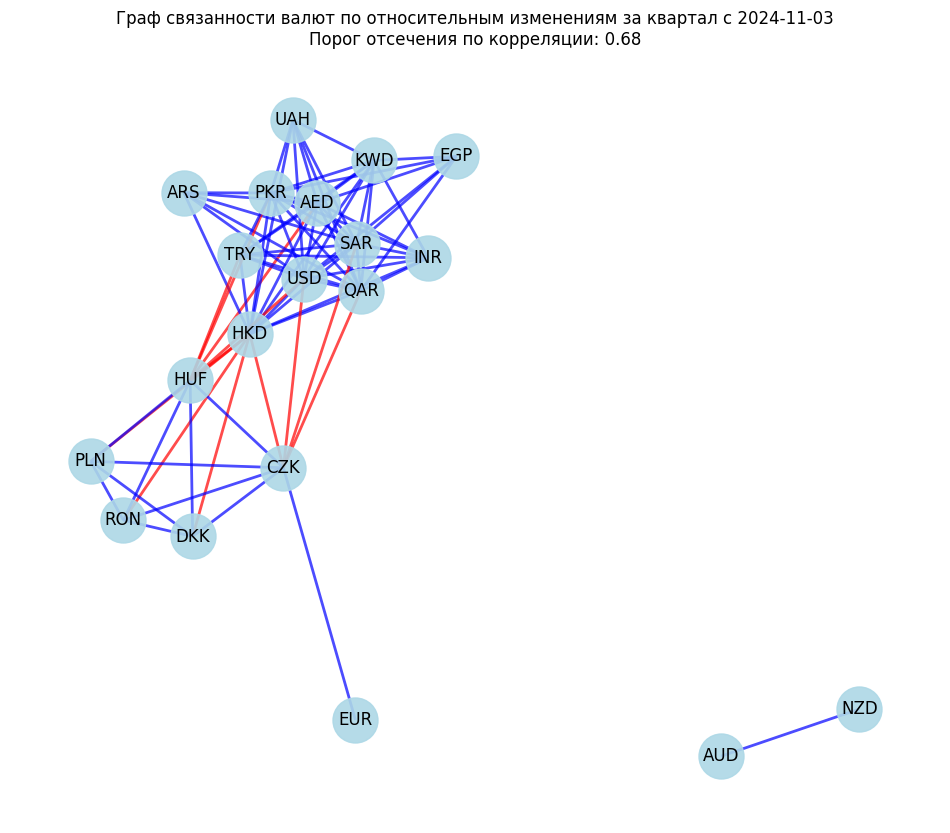 Граф связанности валют по относительным изменениям за квартал с 2024-11-03
Порог отсечения по корреляции: 0.68
UAH
KWD
EGP
ARS
PKR
AED
SAR
TRY
INR
USD
QAR
HKD
HUF
PLN
CZK
RON
DKK
EUR
NZD
AUD